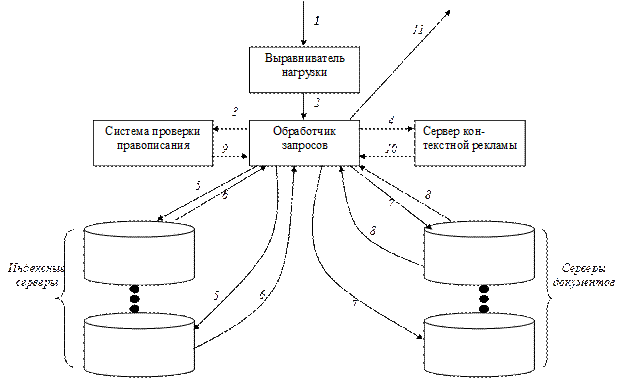 1
11
Выравниватель
нагрузки
2
3
4
Система проверки
правописания
Обработчик
запросов
Сервер кон-
текстной рекламы
9
10
5
6
7
8
8
Индексные
серверы
Серверы
документов
5
6
7